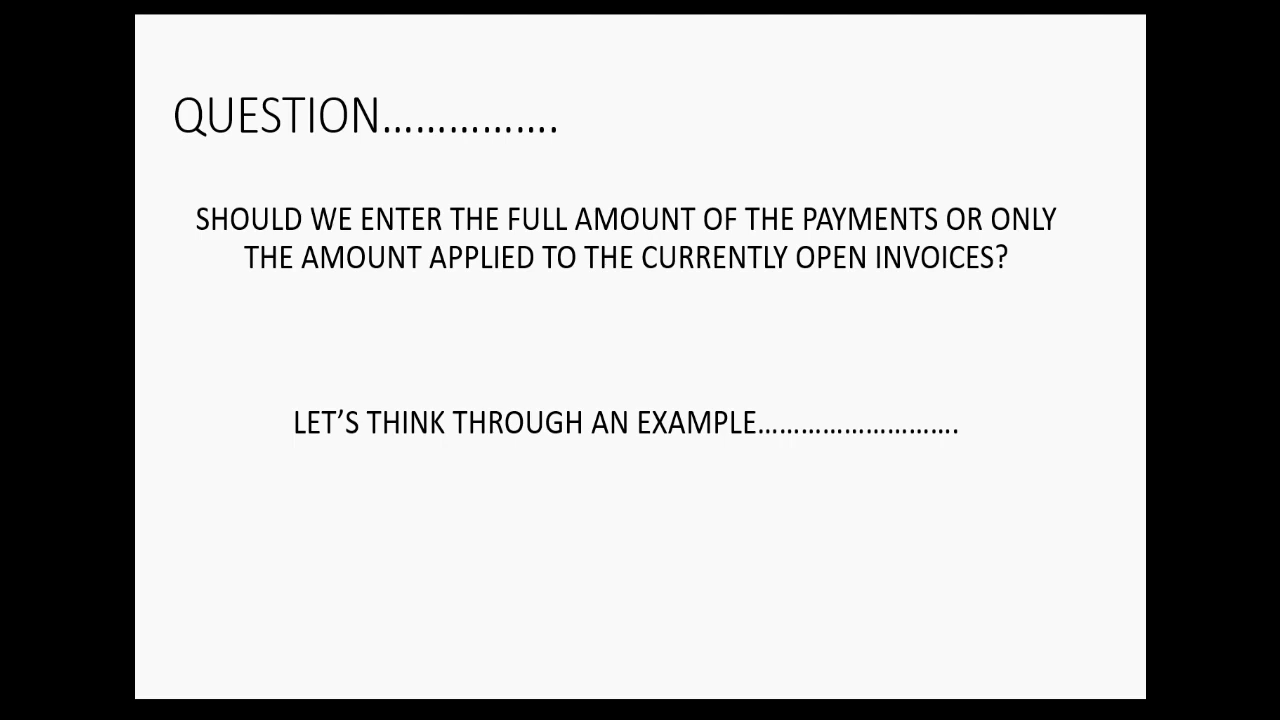 QUESTION................
SHOULD WE ENTER THE FULL AMOUNT OF THE PAYMENTS OR ONLY
THE AMOUNT APPLIED TO THE CURRENTLY OPEN INVOICES?
LET’S THINK THROUGH AN EXAMPLE……………………….